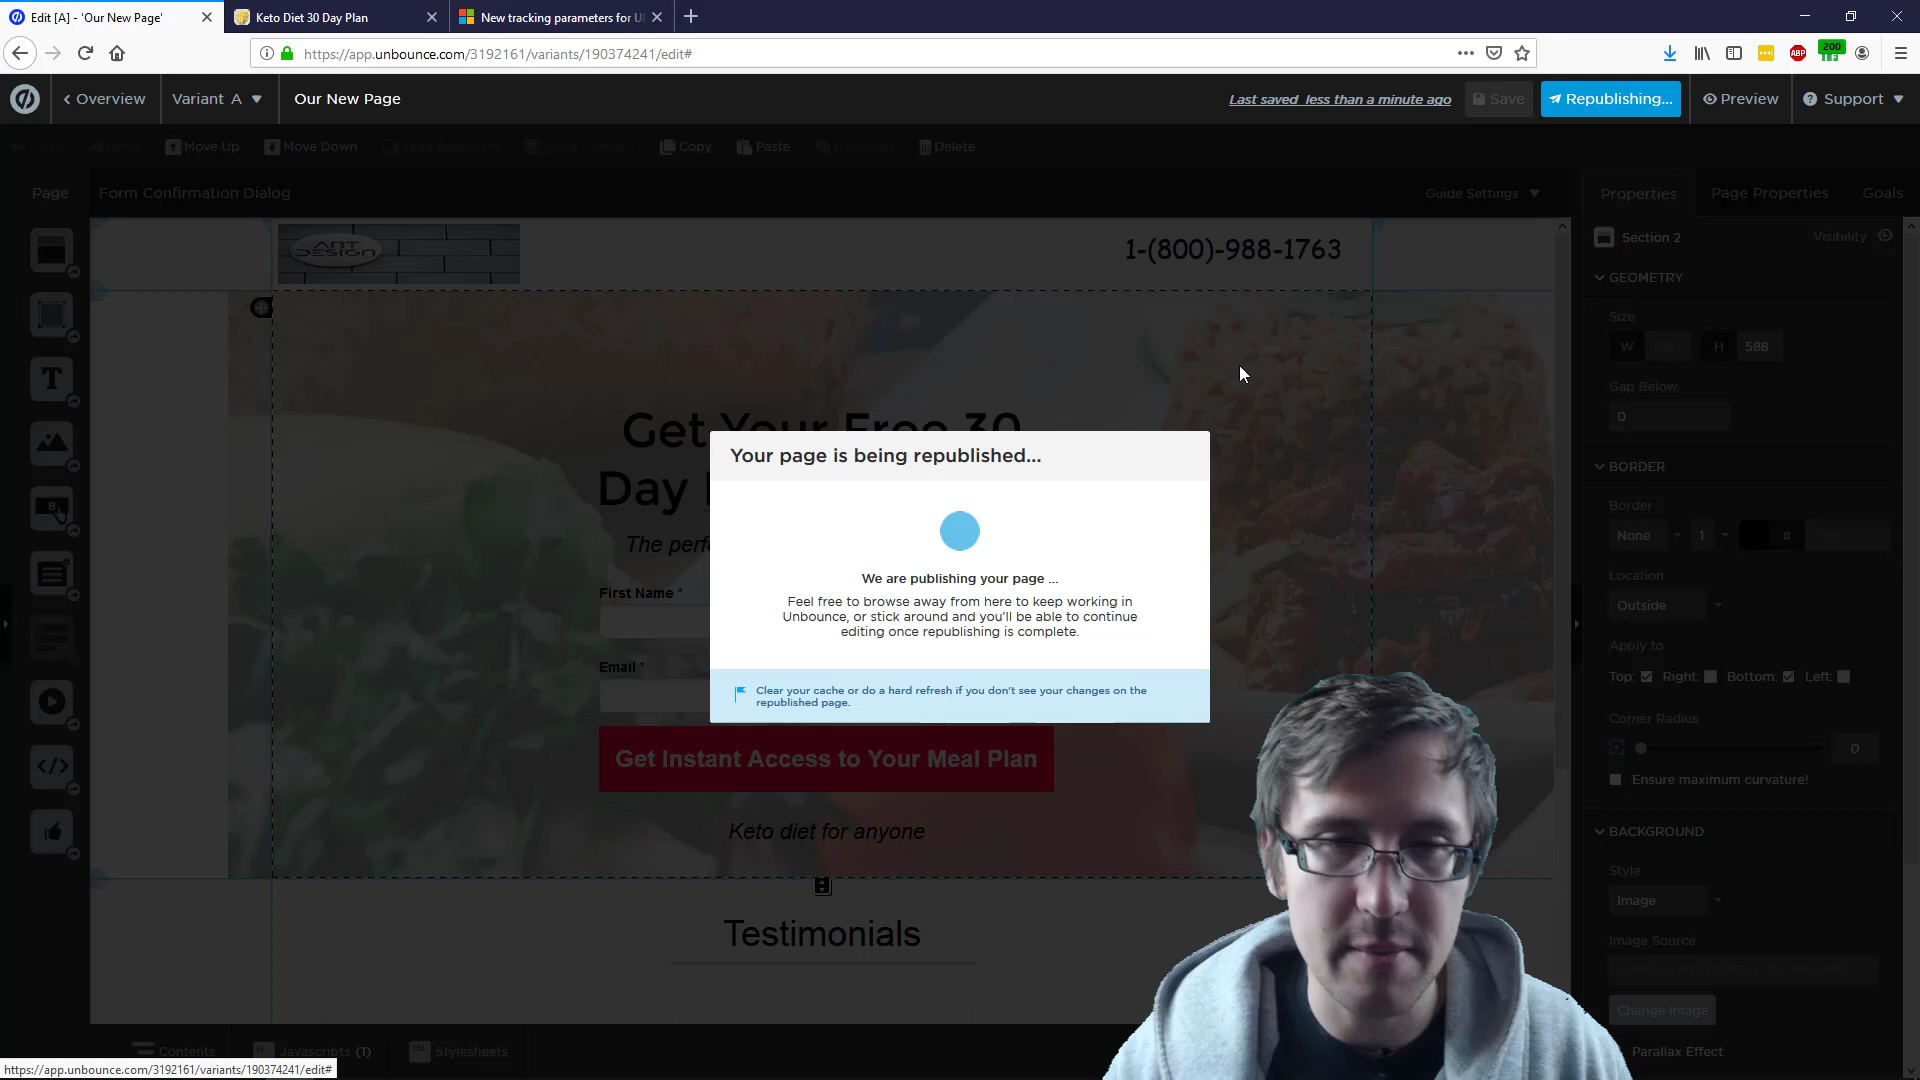 Edit [A] - 'Our New Page'
Keto Diet 30 Day Plan
New tracking parameters for U
https://app.unbounce.com/3192161/variants/190374241/edit#
ABP
200
Overview
Variant A
Our New Page
Last saved less than a minute ago
Save
Republishing...
Preview
Support
Move Up
Move Down
Send Backward
Bring Forward
Copy
Paste
Duplicate
Delete
Page
Form Confirmation Dialog
Guide Settings
Properties
Page Properties
Goals
ART
DESIGN
1-(800)-988-1763
Section 2
Visibility
GEOMETRY
Size
W
H
588
Gap Below
0
BORDER
Border
None
1
#
Location
Outside
Apply to
Top:
Right:
Bottom:
Left:
Corner Radius
0
Ensure maximum curvature!
BACKGROUND
Style
Image
Image Source
Change Image
Parallax Effect
Get Your Free 30
Day
The perf
First Name *
Email *
Get Instant Access to Your Meal Plan
Keto diet for anyone
Testimonials
Your page is being republished...
We are publishing your page ...
Feel free to browse away from here to keep working in
Unbounce, or stick around and you'll be able to continue
editing once republishing is complete.
Clear your cache or do a hard refresh if you don't see your changes on the
republished page.
Contents
Javascripts (1)
Stylesheets
https://app.unbounce.com/3192161/variants/190374241/edit#